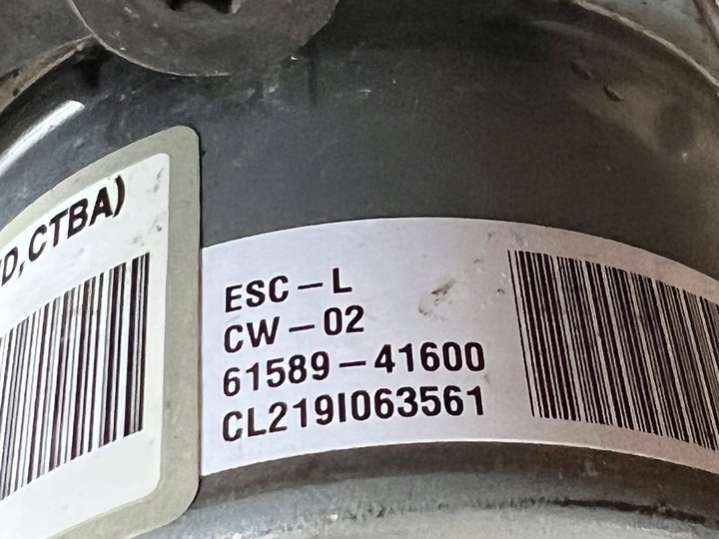 D,CTBA)
ESC-L
CW-02
61589-41600
CL219I063561